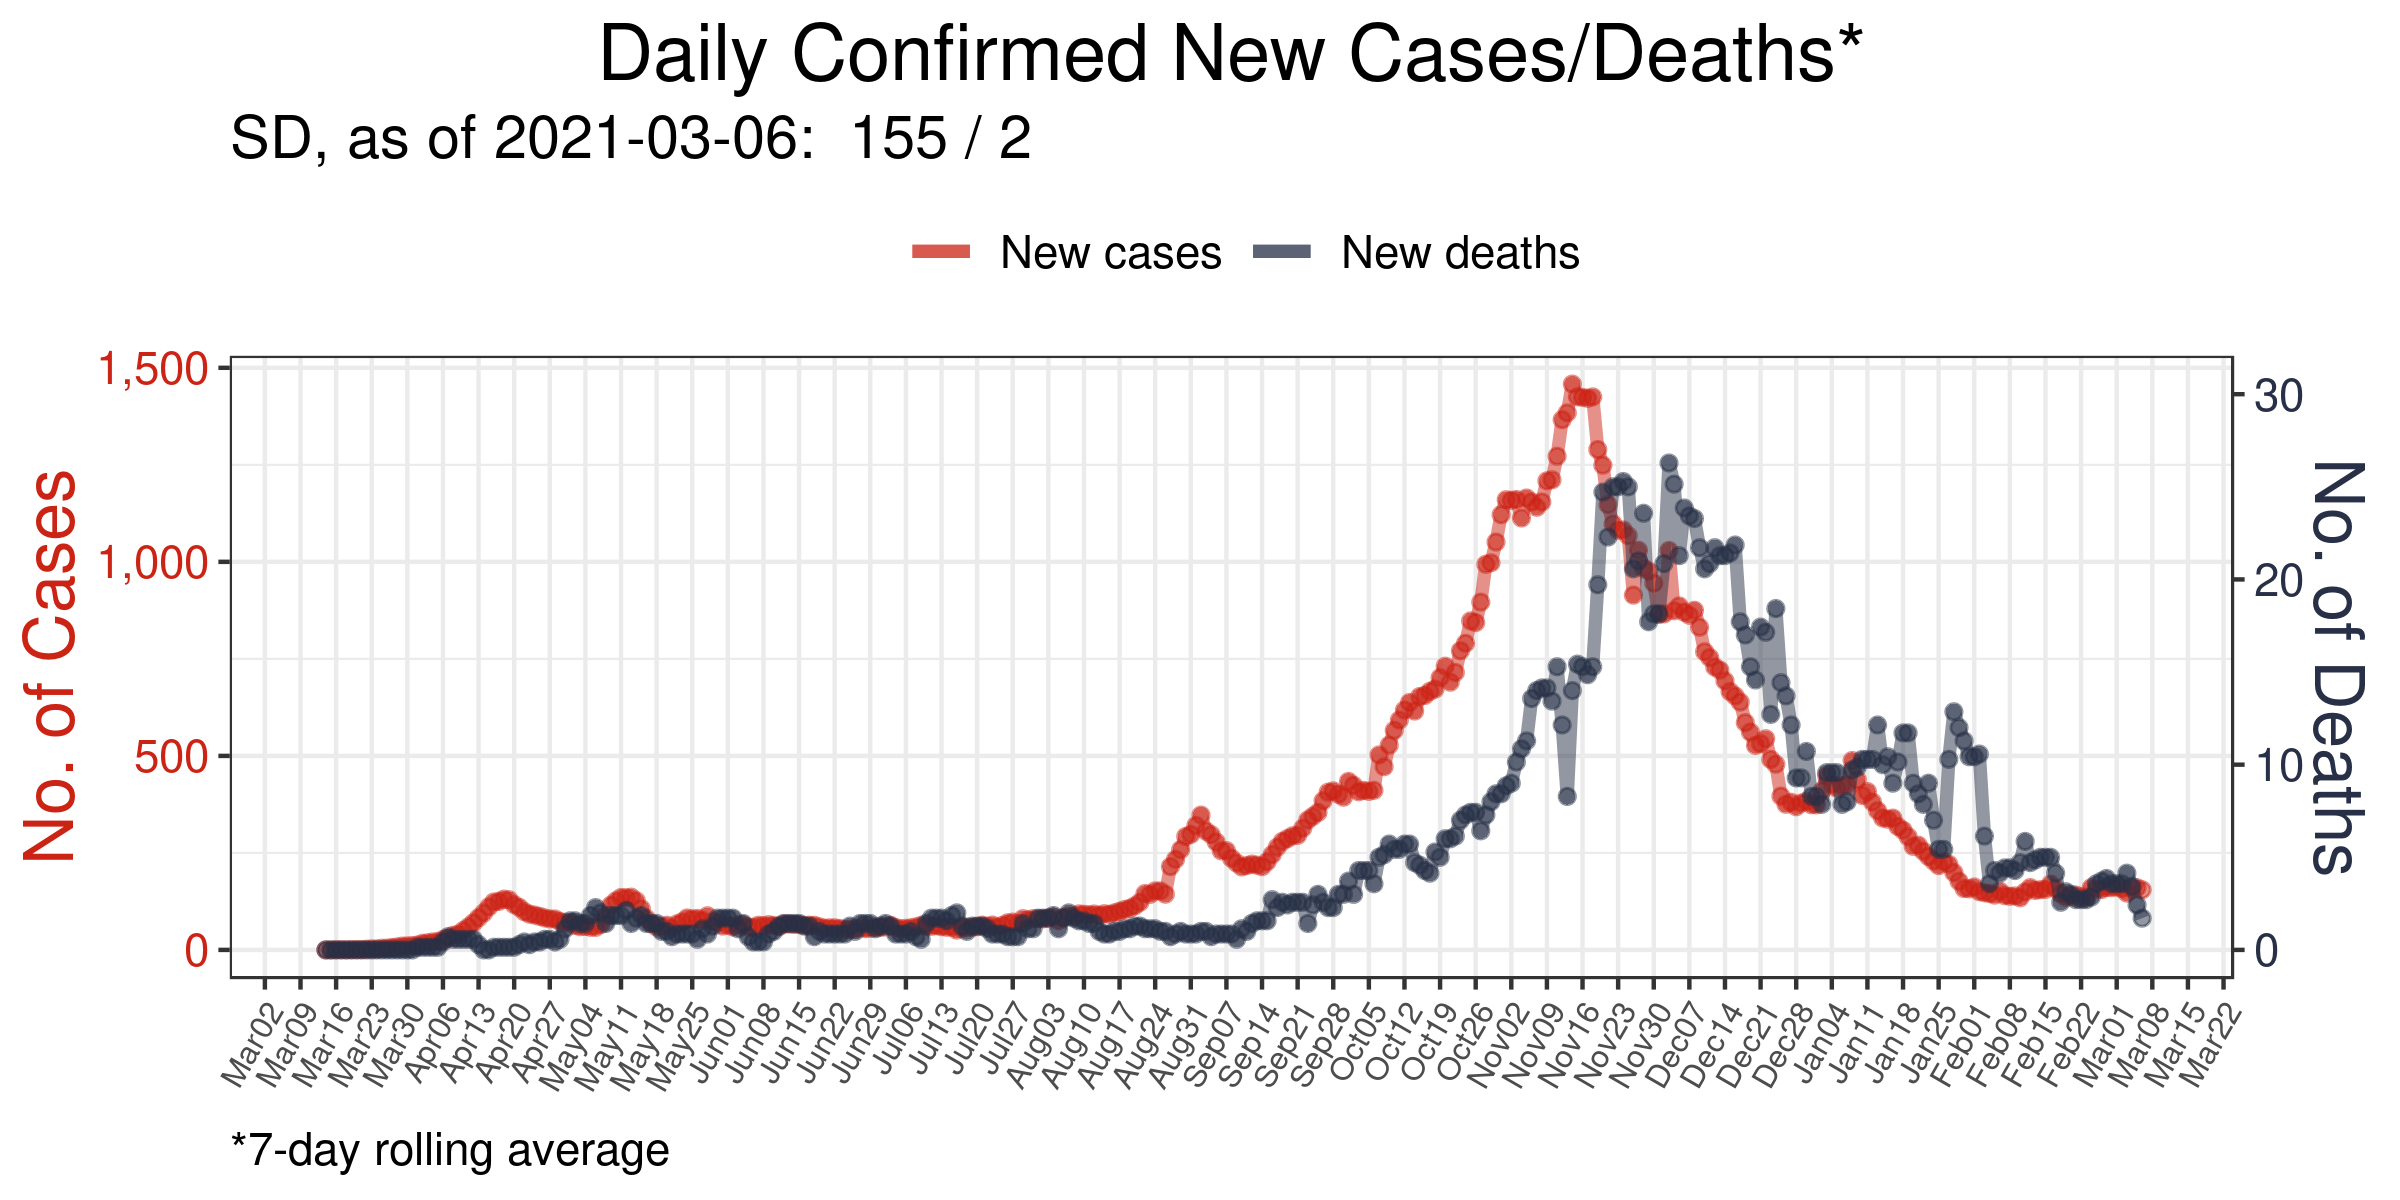 Daily Confirmed New Cases/Deaths*
SD, as of 2021-03-06:  155 / 2
New cases
New deaths
No. of Cases
1,500
1,000
500
0
30
20
10
0
No. of Deaths
Mar02
Mar09
Mar16
Mar23
Mar30
Apr06
Apr13
Apr20
Apr27
May04
May11
May18
May25
Jun01
Jun08
Jun15
Jun22
Jun29
Jul06
Jul13
Jul20
Jul27
Aug03
Aug10
Aug17
Aug24
Aug31
Sep07
Sep14
Sep21
Sep28
Oct05
Oct12
Oct19
Oct26
Nov02
Nov09
Nov16
Nov23
Nov30
Dec07
Dec14
Dec21
Dec28
Jan04
Jan11
Jan18
Jan25
Feb01
Feb08
Feb15
Feb22
Mar01
Mar08
Mar15
Mar22
*7-day rolling average